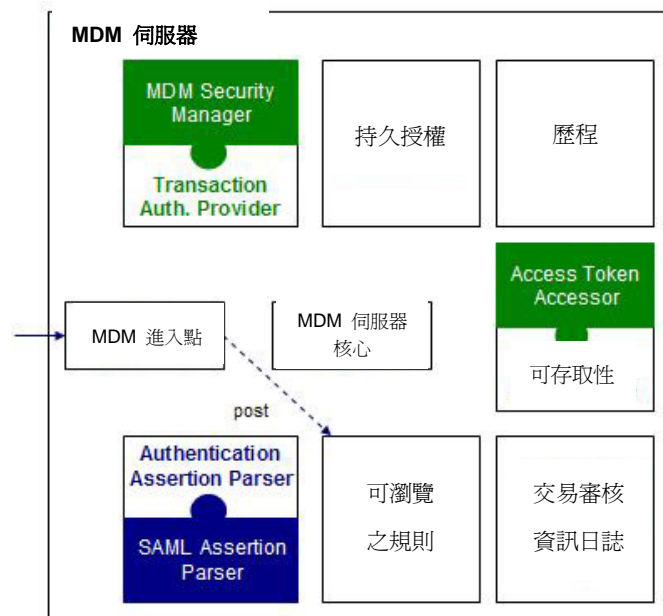 MDM 伺服器
MDM Security
Manager
Transaction
Auth. Provider
持久授權
歷程
Access Token
Accessor
可存取性
MDM 進入點
MDM 伺服器
核心
post
Authentication
Assertion Parser
SAML Assertion
Parser
可瀏覽
之規則
交易審核
資訊日誌